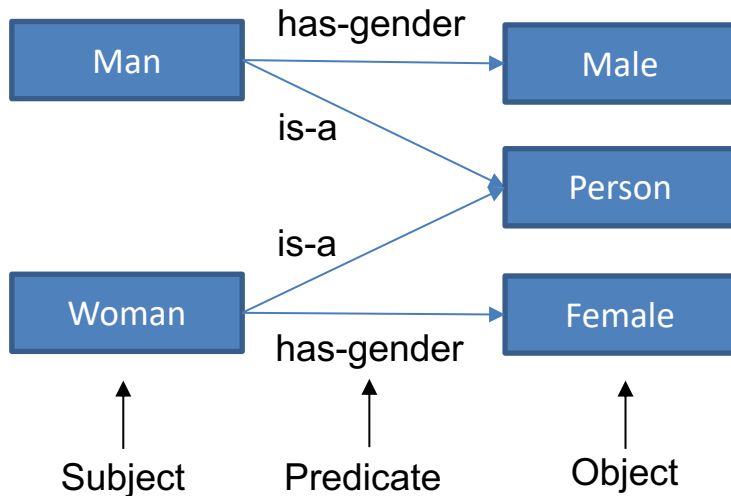 has-gender
Man
Male
is-a
Person
is-a
Woman
Female
has-gender
Subject
Predicate
Object